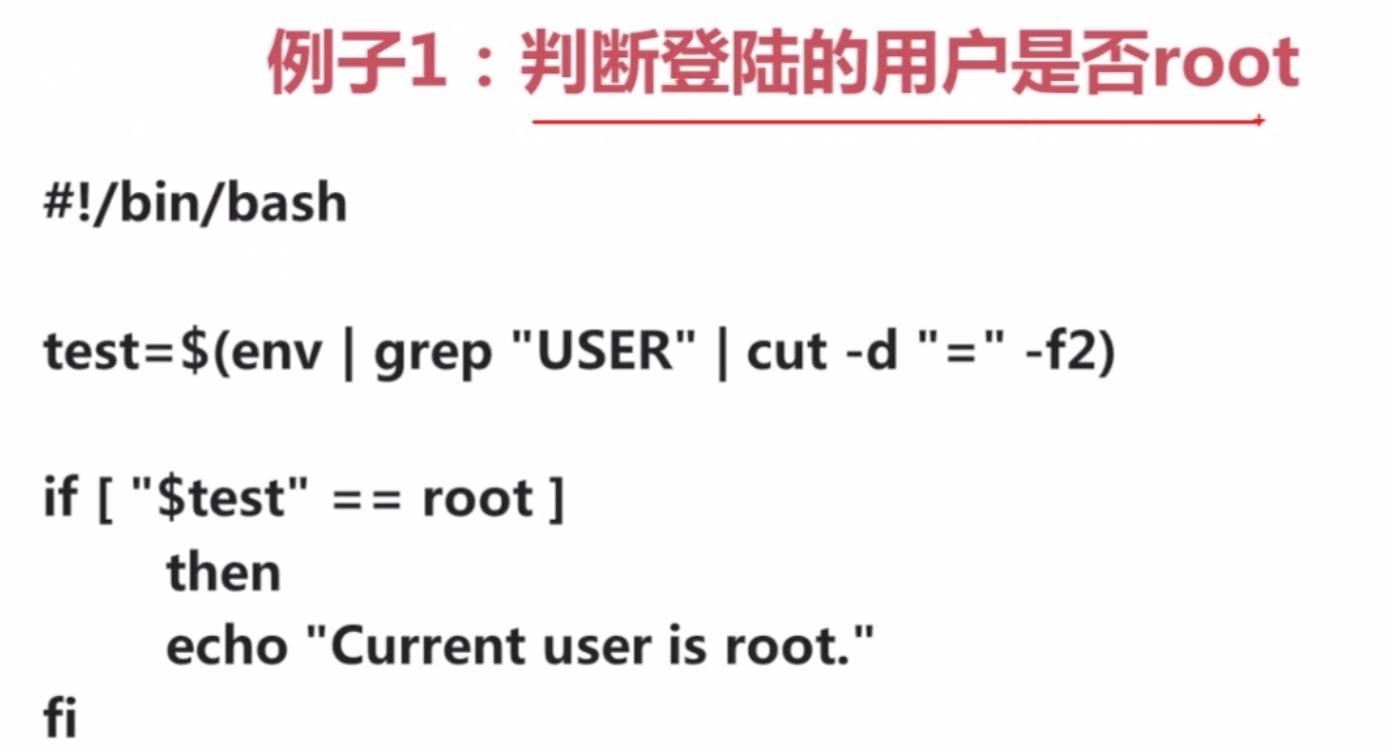 例子1：判断登陆的用户是否root
#!/bin/bash
test=$(env | grep "USER" | cut -d "=" -f2)
if [ "$test" == root ]
then
echo "Current user is root."
fi